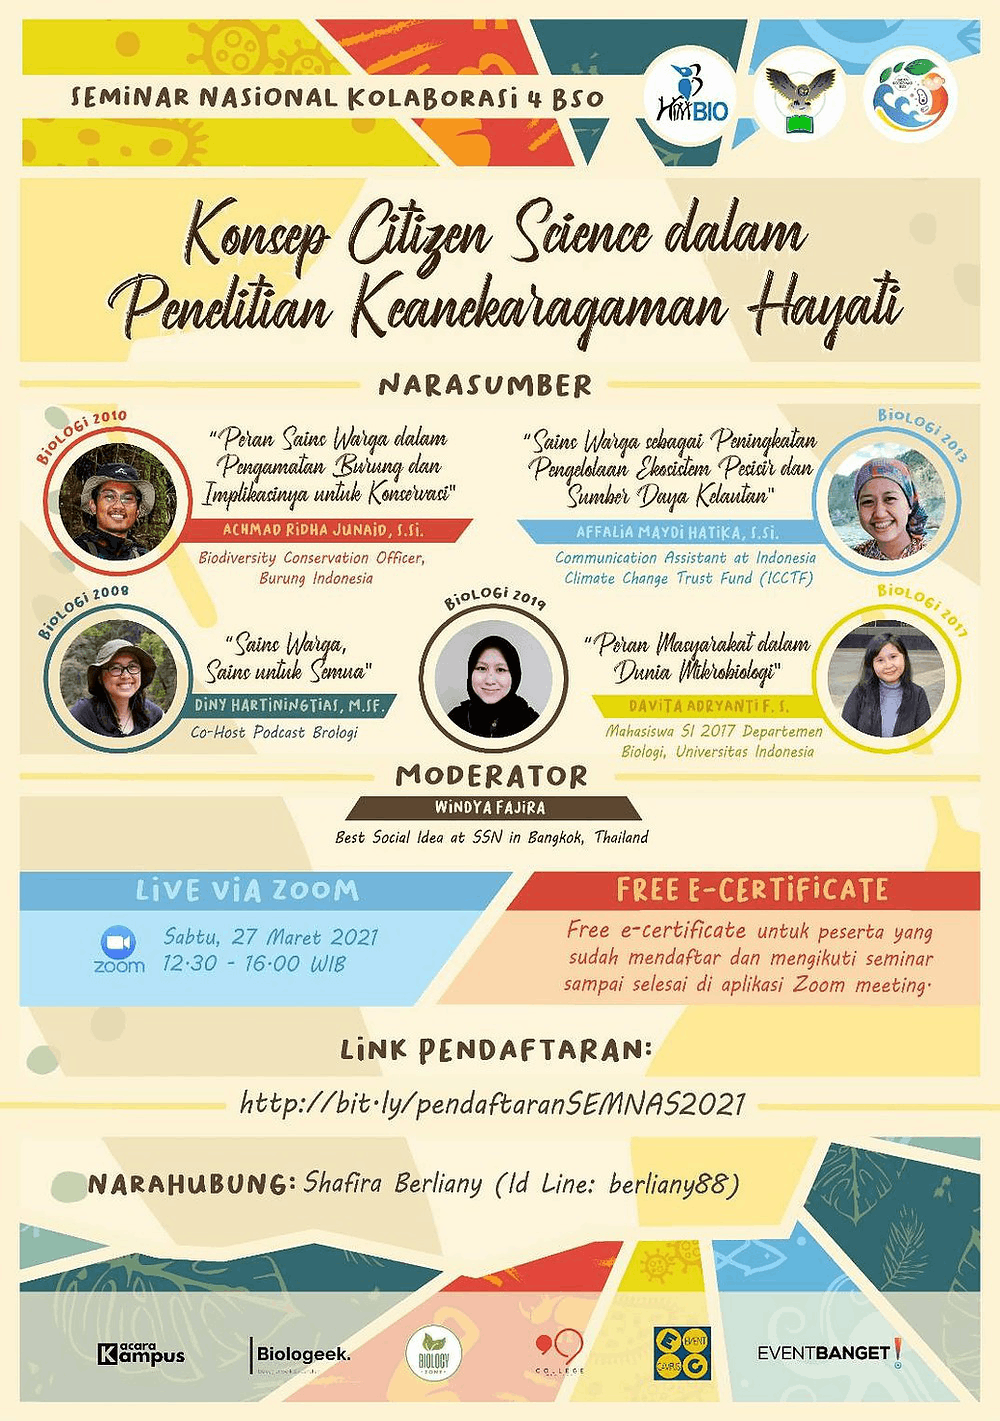 SEMINAR NASIONAL KOLABORASI 4 BSO
HIMBIO
Konsep Citizen Science dalam
Penelitian Keanekaragaman Hayati
NARASUMBER
BIOLOGI 2010
"Peran Sains Warga dalam
Pengamatan Burung dan
Implikasinya untuk Konservasi"
ACHMAD RIDHA JUNAID, S.Si.
Biodiversity Conservation Officer,
Burung Indonesia
BIOLOGI 2013
"Sains Warga sebagai Peningkatan
Pengelolaan Ekosistem Pesisir dan
Sumber Daya Kelautan"
AFFALIA MAYDI HATIKA, S.Si.
Communication Assistant at Indonesia
Climate Change Trust Fund (ICCTF)
BIOLOGI 2008
"Sains Warga,
Sains untuk Semua"
DINY HARTININGTIAS, M.SF.
Co-Host Podcast Brologi
BIOLOGI 2019
BIOLOGI 2017
"Peran Masyarakat dalam
Dunia Mikrobiologi"
DAVITA ADRYANTI F. S.
Mahasiswa S1 2017 Departemen
Biologi, Universitas Indonesia
MODERATOR
WINDYA FAJIRA
Best Social Idea at SSN in Bangkok, Thailand
LIVE VIA ZOOM
zoom
Sabtu, 27 Maret 2021
12.30 - 16.00 WIB
FREE E-CERTIFICATE
Free e-certificate untuk peserta yang
sudah mendaftar dan mengikuti seminar
sampai selesai di aplikasi Zoom meeting.
LINK PENDAFTARAN:
http://bit.ly/pendaftaranSEMNAS2021
NARAHUBUNG: Shafira Berliany (Id Line: berliany88)
acara
Kampus
Biologeek.
BIOLOGY
ZONE
COLLEGE
EVENT
CAMPUS
EVENTBANGET!